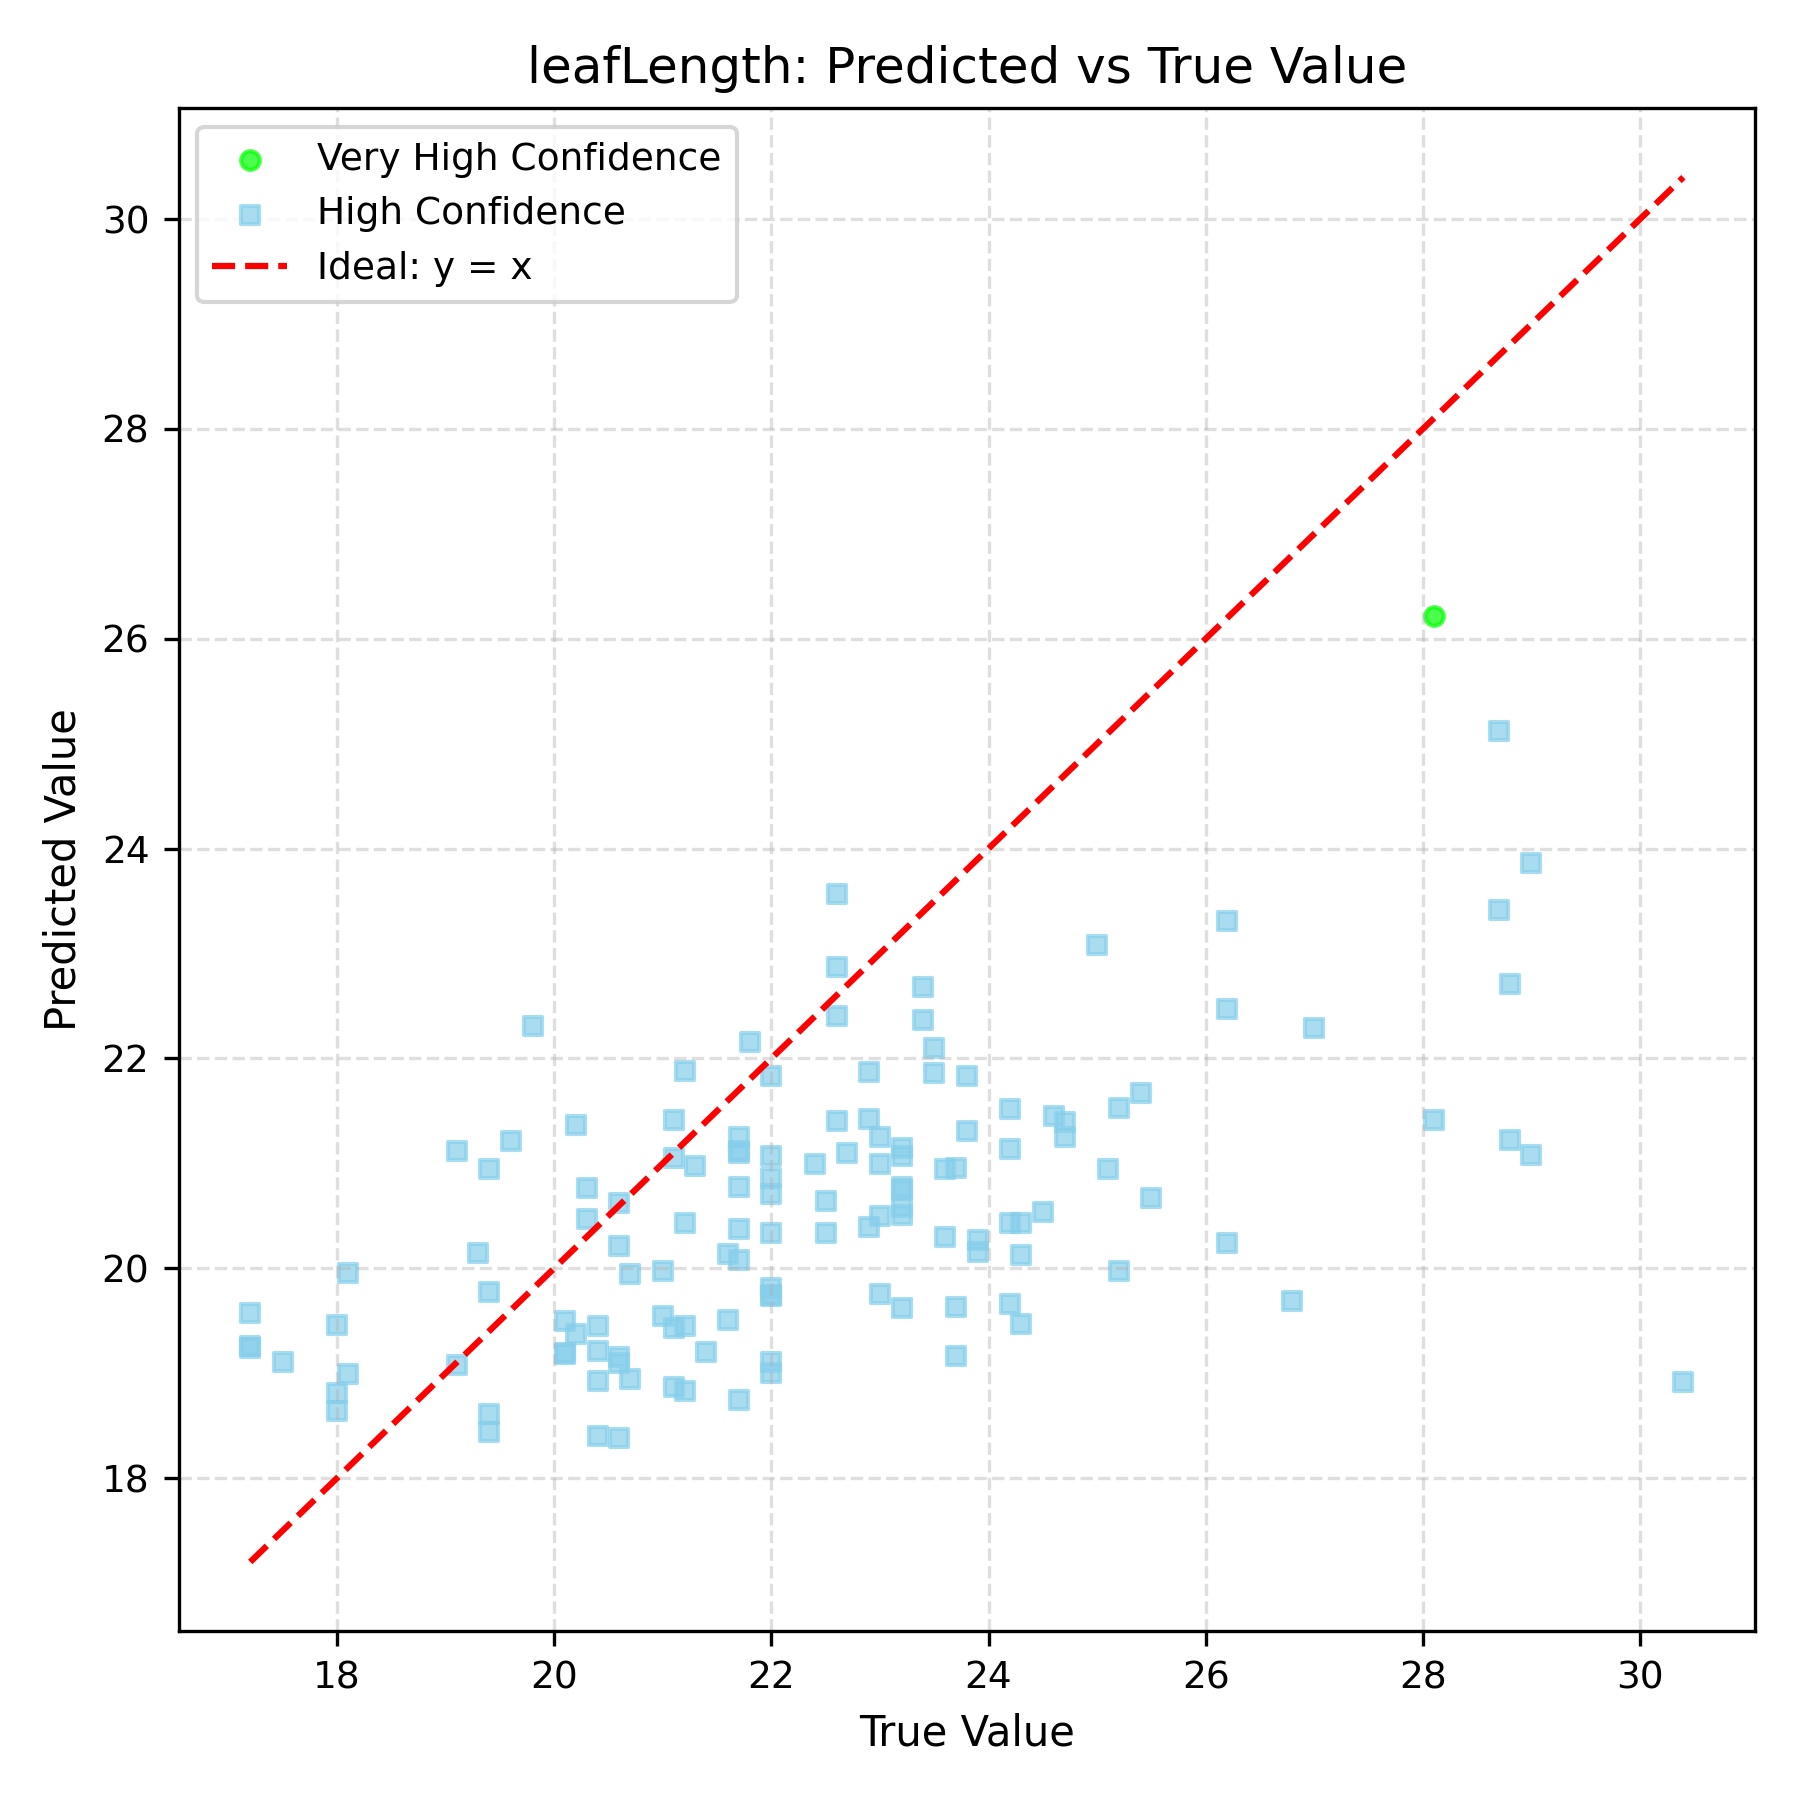 leafLength: Predicted vs True Value
Very High Confidence
High Confidence
Ideal: y = x
30
28
26
24
22
20
18
Predicted Value
18 20 22 24 26 28 30
True Value